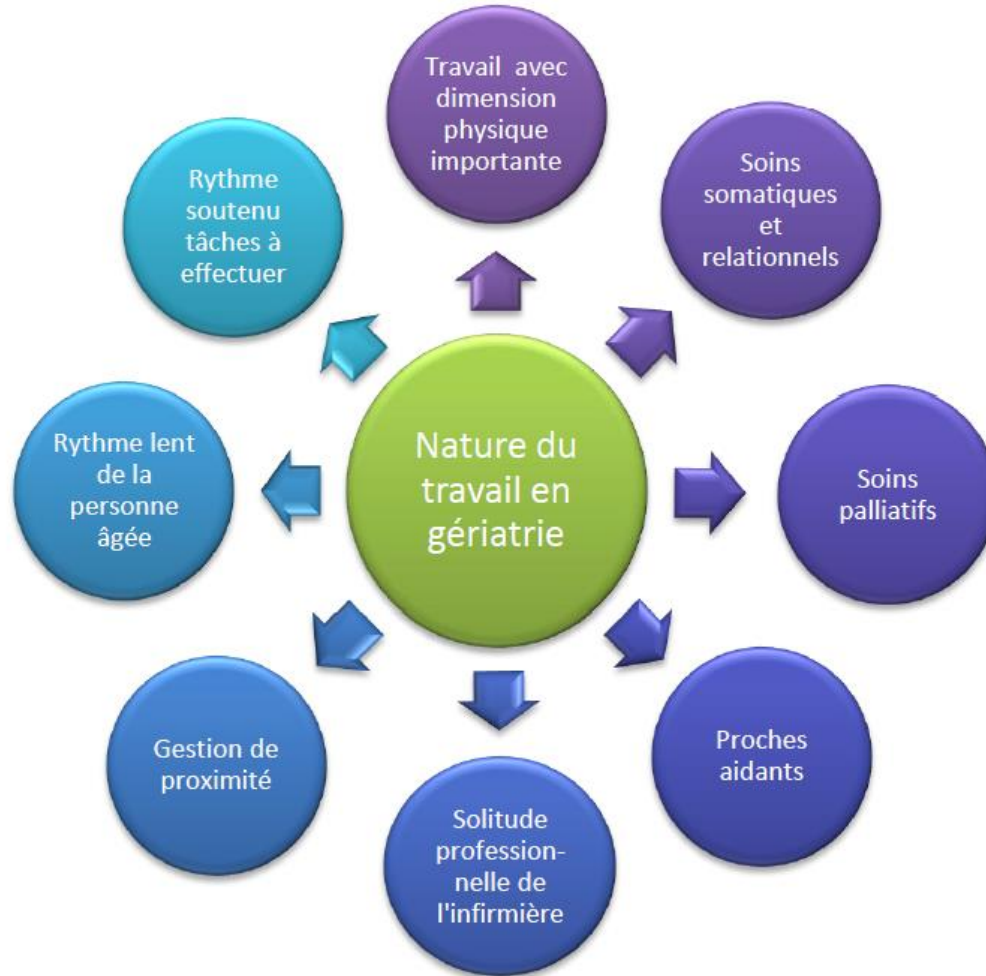 Travail avec
dimension
physique
importante
Soins
somatiques
et
relationnels
Soins
palliatifs
Proches
aidants
Solitude
profession-
nelle de
l'infirmière
Gestion de
proximité
Rythme lent
de la
personne
âgée
Rythme
soutenu
tâches à
effectuer
Nature du
travail en
gériatrie